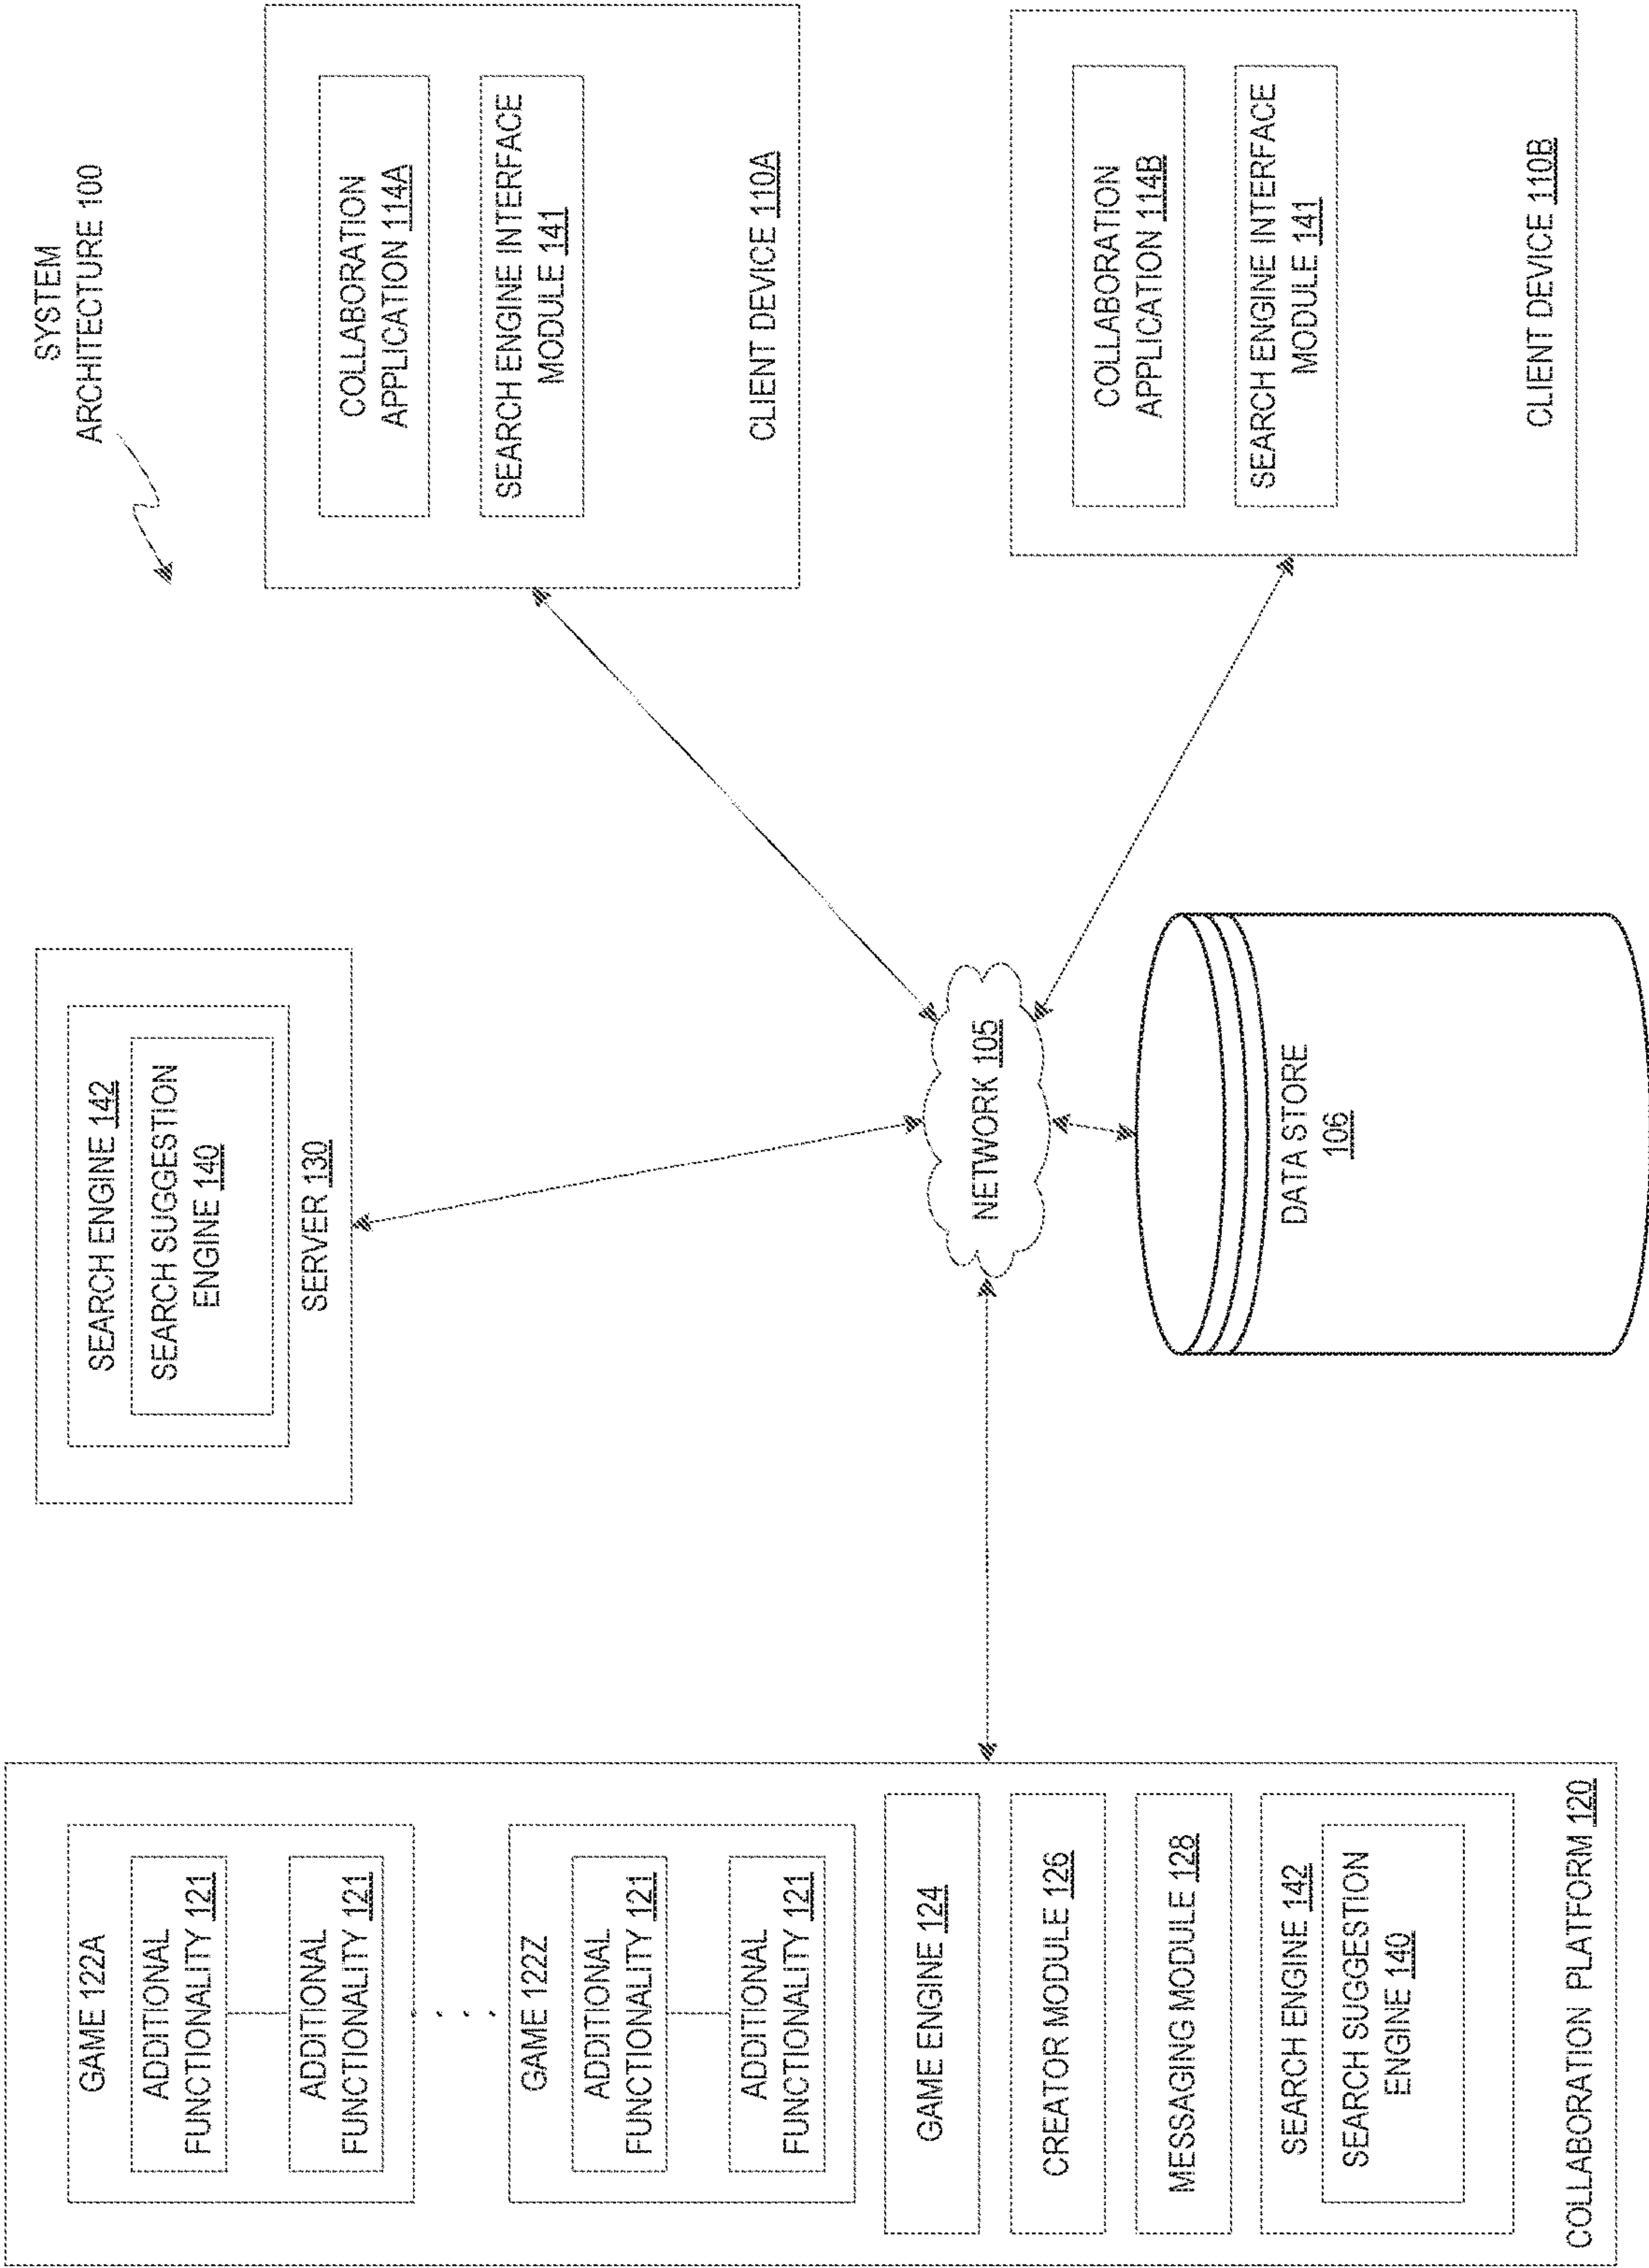 SYSTEM
ARCHITECTURE 100
GAME 122A
ADDITIONAL
FUNCTIONALITY 121
ADDITIONAL
FUNCTIONALITY 121
. . .
GAME 122Z
ADDITIONAL
FUNCTIONALITY 121
ADDITIONAL
FUNCTIONALITY 121
GAME ENGINE 124
CREATOR MODULE 126
MESSAGING MODULE 128
SEARCH ENGINE 142
SEARCH SUGGESTION
ENGINE 140
COLLABORATION PLATFORM 120
SEARCH ENGINE 142
SEARCH SUGGESTION
ENGINE 140
SERVER 130
NETWORK 105
DATA STORE
106
COLLABORATION
APPLICATION 114A
SEARCH ENGINE INTERFACE
MODULE 141
CLIENT DEVICE 110A
COLLABORATION
APPLICATION 114B
SEARCH ENGINE INTERFACE
MODULE 141
CLIENT DEVICE 110B